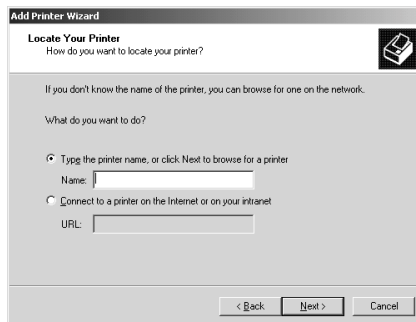 Add Printer Wizard
Locate Your Printer
How do you want to locate your printer?
If you don't know the name of the printer, you can browse for one on the network.
What do you want to do?
Type the printer name, or click Next to browse for a printer
Name:
Connect to a printer on the Internet or on your intranet
URL:
< Back Next > Cancel